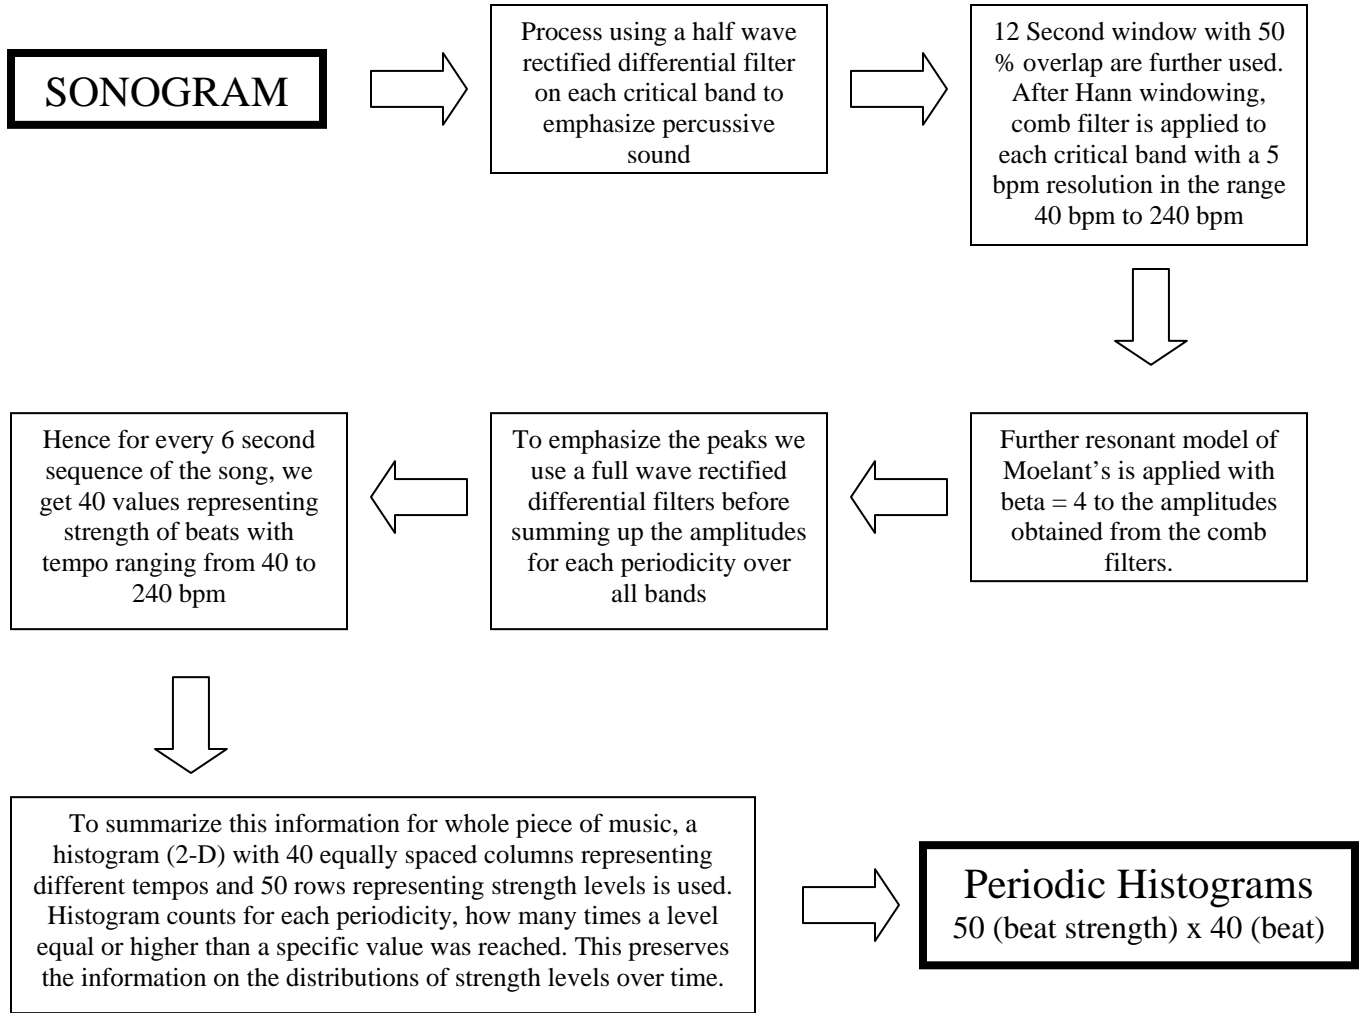 SONOGRAM
Process using a half wave
rectified differential filter
on each critical band to
emphasize percussive
sound
12 Second window with 50
% overlap are further used.
After Hann windowing,
comb filter is applied to
each critical band with a 5
bpm resolution in the range
40 bpm to 240 bpm
Further resonant model of
Moelant's is applied with
beta = 4 to the amplitudes
obtained from the comb
filters.
To emphasize the peaks we
use a full wave rectified
differential filters before
summing up the amplitudes
for each periodicity over
all bands
Hence for every 6 second
sequence of the song, we
get 40 values representing
strength of beats with
tempo ranging from 40 to
240 bpm
To summarize this information for whole piece of music, a
histogram (2-D) with 40 equally spaced columns representing
different tempos and 50 rows representing strength levels is used.
Histogram counts for each periodicity, how many times a level
equal or higher than a specific value was reached. This preserves
the information on the distributions of strength levels over time.
Periodic Histograms
50 (beat strength) x 40 (beat)